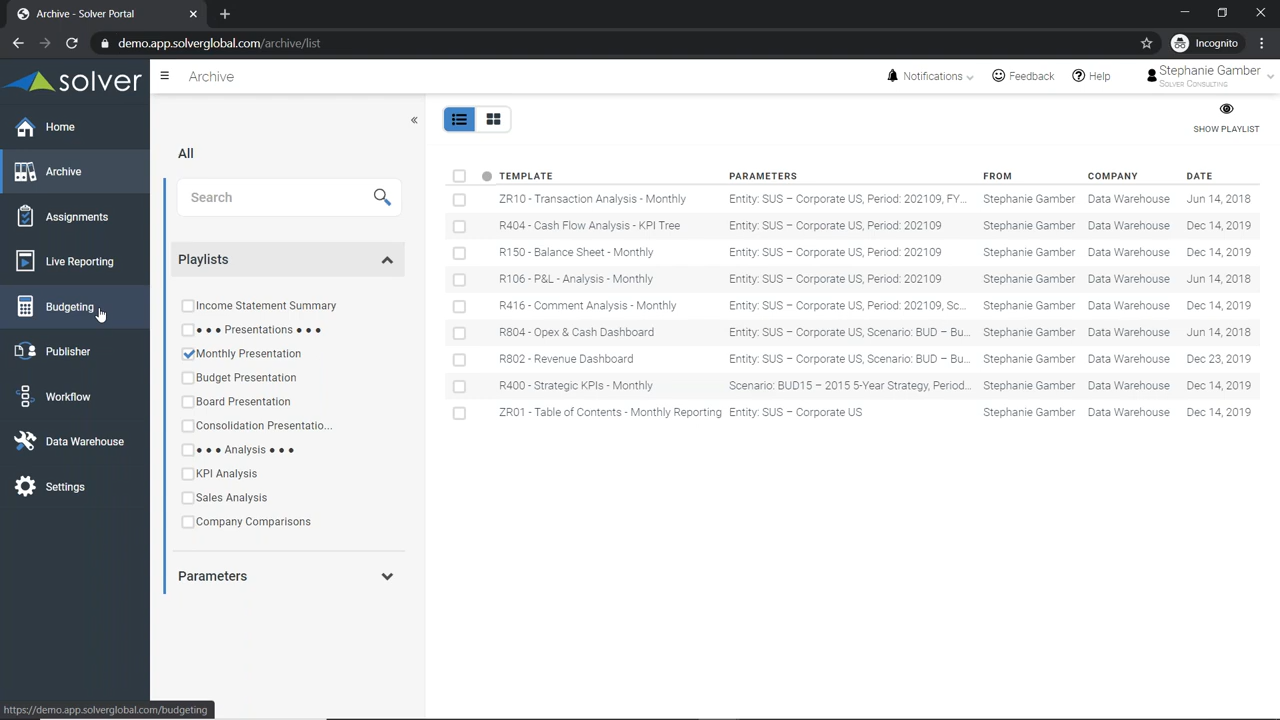 Archive - Solver Portal
demo.app.solverglobal.com/archive/list
Incognito
solver
Archive
Notifications
Feedback
Help
Stephanie Gamber
SOLVER CONSULTING
Home
Archive
Assignments
Live Reporting
Budgeting
Publisher
Workflow
Data Warehouse
Settings
«
All
Search
Playlists
Income Statement Summary
• • • Presentations • • •
Monthly Presentation
Budget Presentation
Board Presentation
Consolidation Presentatio...
• • • Analysis • • •
KPI Analysis
Sales Analysis
Company Comparisons
Parameters
SHOW PLAYLIST
TEMPLATE PARAMETERS FROM COMPANY DATE
ZR10 - Transaction Analysis - Monthly Entity: SUS – Corporate US, Period: 202109, FY... Stephanie Gamber Data Warehouse Jun 14, 2018
R404 - Cash Flow Analysis - KPI Tree Entity: SUS – Corporate US, Period: 202109 Stephanie Gamber Data Warehouse Dec 14, 2019
R150 - Balance Sheet - Monthly Entity: SUS – Corporate US, Period: 202109 Stephanie Gamber Data Warehouse Dec 14, 2019
R106 - P&L - Analysis - Monthly Entity: SUS – Corporate US, Period: 202109 Stephanie Gamber Data Warehouse Jun 14, 2018
R416 - Comment Analysis - Monthly Entity: SUS – Corporate US, Period: 202109, Sc... Stephanie Gamber Data Warehouse Dec 14, 2019
R804 - Opex & Cash Dashboard Entity: SUS – Corporate US, Scenario: BUD – Bu... Stephanie Gamber Data Warehouse Jun 14, 2018
R802 - Revenue Dashboard Entity: SUS – Corporate US, Scenario: BUD – Bu... Stephanie Gamber Data Warehouse Dec 23, 2019
R400 - Strategic KPIs - Monthly Scenario: BUD15 – 2015 5-Year Strategy, Period... Stephanie Gamber Data Warehouse Dec 14, 2019
ZR01 - Table of Contents - Monthly Reporting Entity: SUS – Corporate US Stephanie Gamber Data Warehouse Dec 14, 2019
https://demo.app.solverglobal.com/budgeting